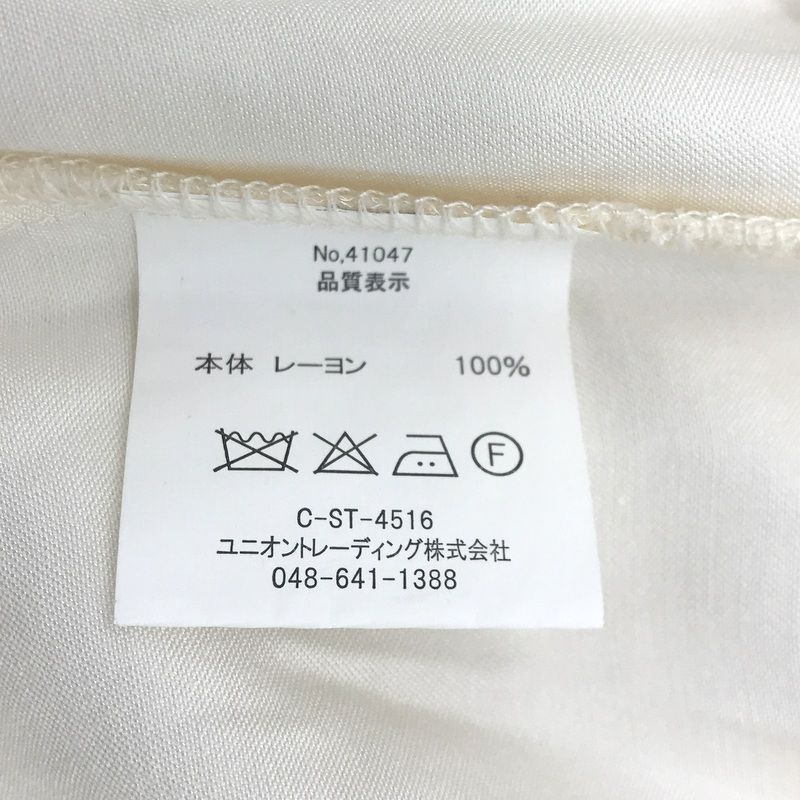 No,41047
品質表示
本体 レーヨン 100%
F
C-ST-4516
ユニオントレーディング株式会社
048-641-1388